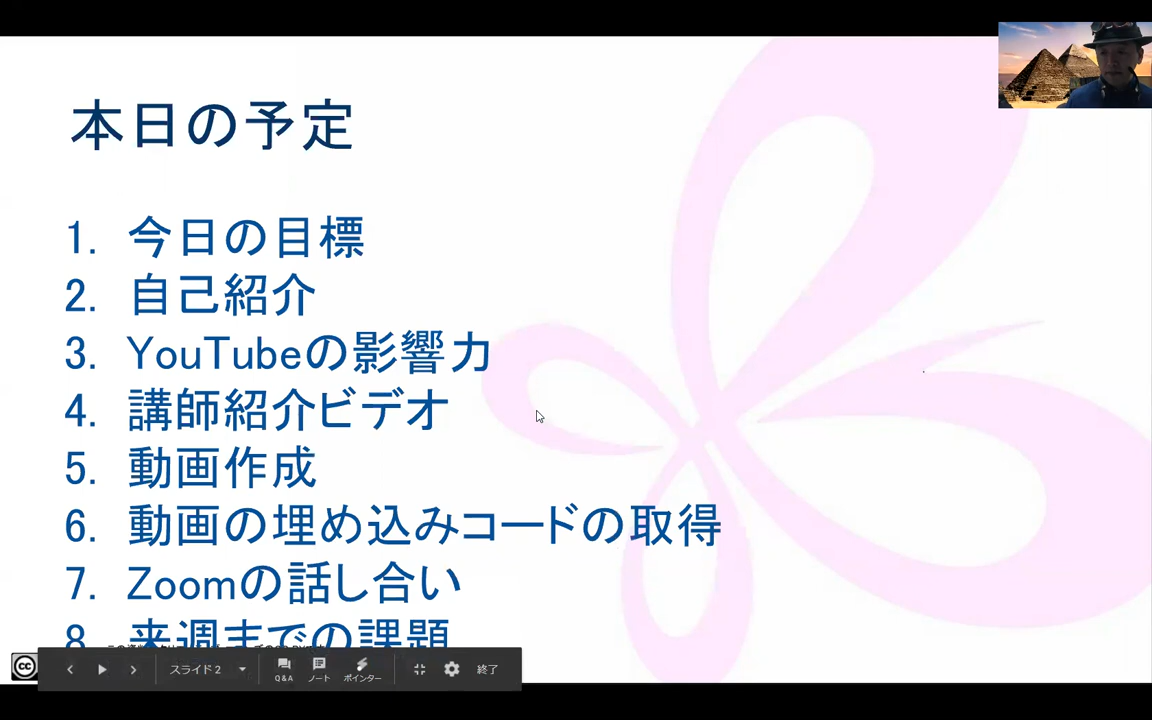 本日の予定
1. 今日の目標
2. 自己紹介
3. YouTubeの影響力
4. 講師紹介ビデオ
5. 動画作成
6. 動画の埋め込みコードの取得
7. Zoomの話し合い
8. 来週までの課題
cc
スライド 2
Q&A
ノート
ポインター
終了